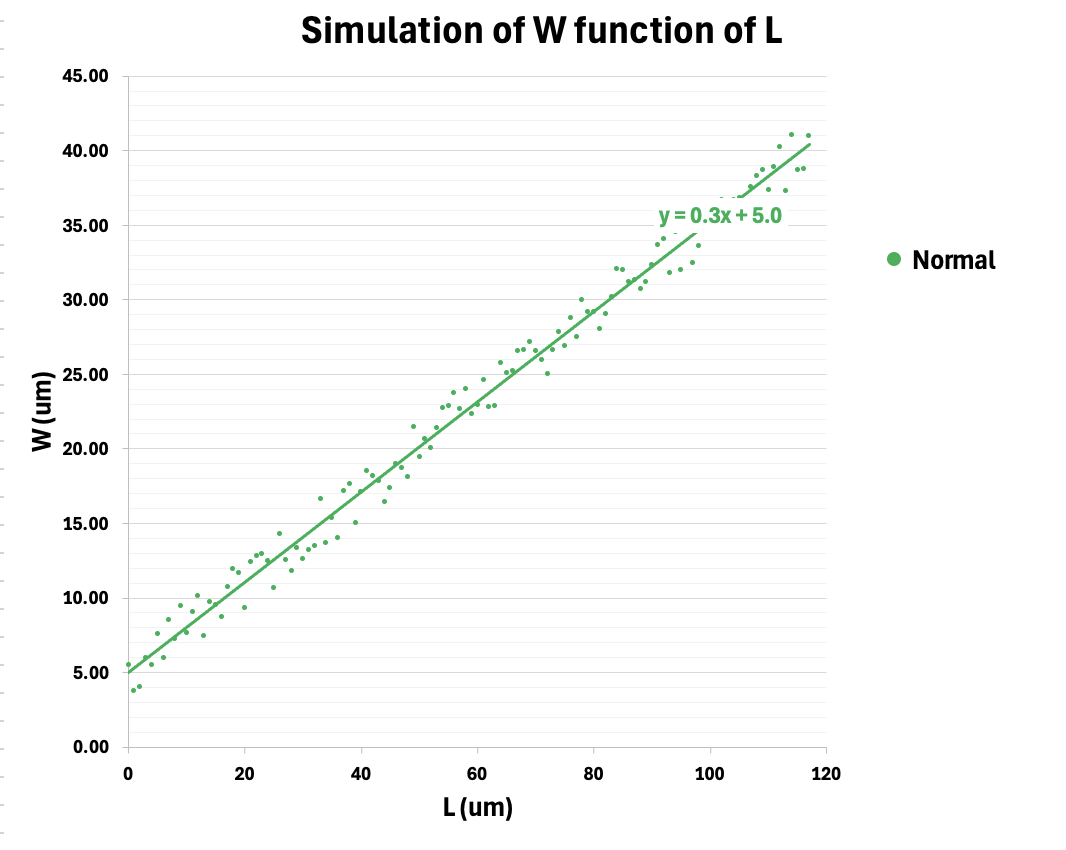 Simulation of W function of L
45.00
40.00
35.00
30.00
25.00
20.00
15.00
10.00
5.00
0.00
W (um)
y = 0.3x + 5.0
Normal
0 20 40 60 80 100 120
L (um)